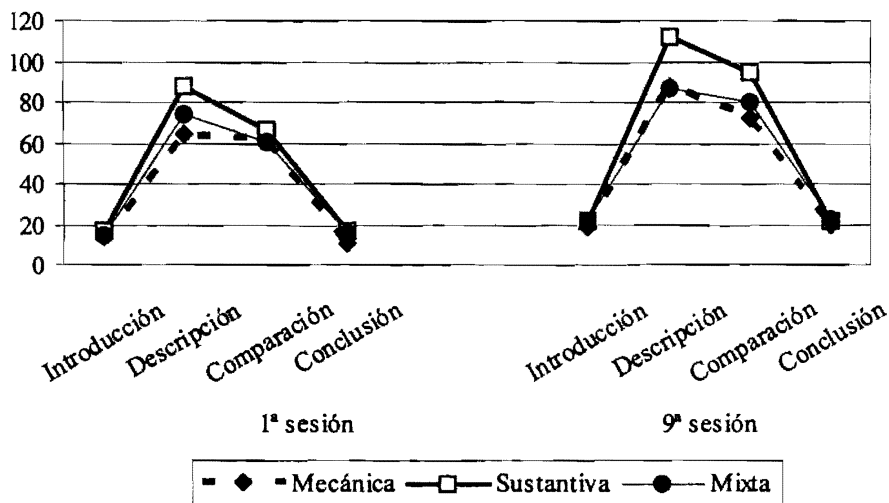 120
100
80
60
40
20
0
Introducción
Descripción
Comparación
Conclusión
Introducción
Descripción
Comparación
Conclusión
1ª sesión
9ª sesión
Mecánica
Sustantiva
Mixta